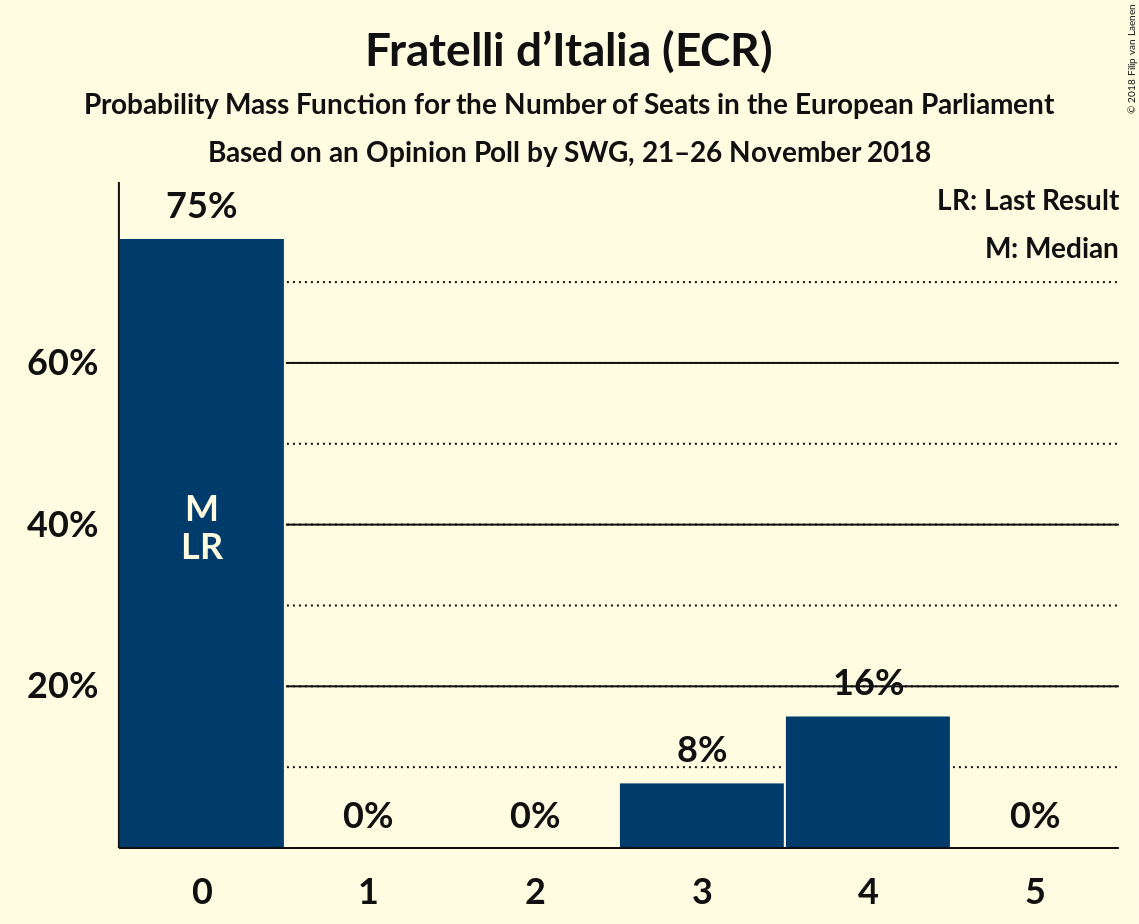 Fratelli d’Italia (ECR)
Probability Mass Function for the Number of Seats in the European Parliament
Based on an Opinion Poll by SWG, 21–26 November 2018
© 2018 Filip van Laenen
LR: Last Result
M: Median
75%
60%
40%
20%
M
LR
0%
0%
8%
16%
0%
0
1
2
3
4
5